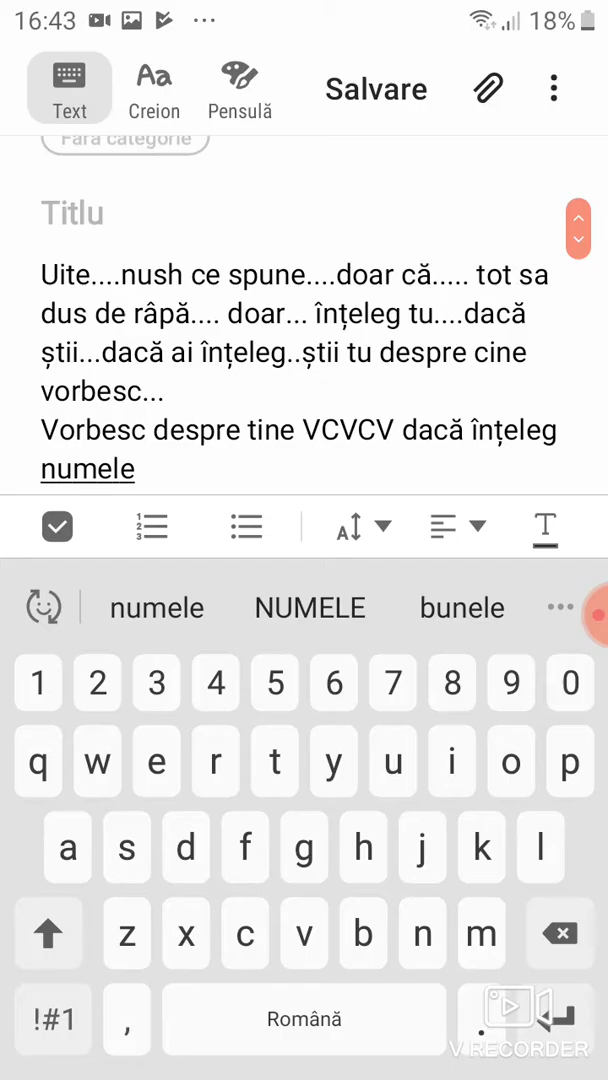 16:43 18%
Text Creion Pensulă Salvare
Fără categorie
Titlu
Uite....nush ce spune....doar că..... tot sa
dus de râpă.... doar... înțeleg tu....dacă
știi...dacă ai înțeleg..știi tu despre cine
vorbesc...
Vorbesc despre tine VCVCV dacă înțeleg
numele
numele NUMELE bunele
1 2 3 4 5 6 7 8 9 0
q w e r t y u i o p
a s d f g h j k l
z x c v b n m
!#1 , Română .
V RECORDER